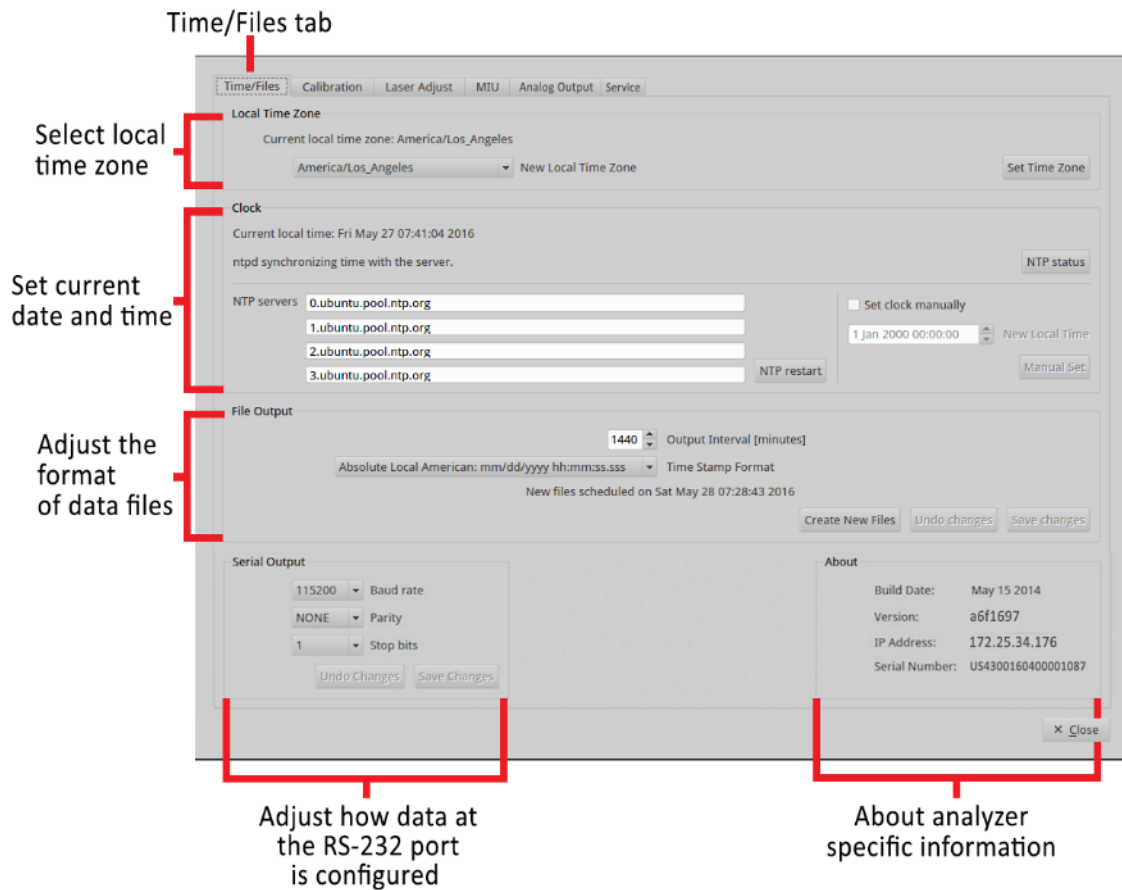 Time/Files tab
Time/Files Calibration Laser Adjust MIU Analog Output Service
Select local
time zone
Local Time Zone
Current local time zone: America/Los_Angeles
America/Los_Angeles New Local Time Zone Set Time Zone
Set current
date and time
Clock
Current local time: Fri May 27 07:41:04 2016
ntpd synchronizing time with the server. NTP status
NTP servers 0.ubuntu.pool.ntp.org
1.ubuntu.pool.ntp.org
2.ubuntu.pool.ntp.org
3.ubuntu.pool.ntp.org NTP restart
Set clock manually
1 Jan 2000 00:00:00 New Local Time
Manual Set
Adjust the
format
of data files
File Output
1440 Output Interval [minutes]
Absolute Local American: mm/dd/yyyy hh:mm:ss.sss Time Stamp Format
New files scheduled on Sat May 28 07:28:43 2016
Create New Files Undo changes Save changes
Serial Output
115200 Baud rate
NONE Parity
1 Stop bits
Undo Changes Save Changes
About
Build Date: May 15 2014
Version: a6f1697
IP Address: 172.25.34.176
Serial Number: US4300160400001087
× Close
Adjust how data at
the RS-232 port
is configured
About analyzer
specific information